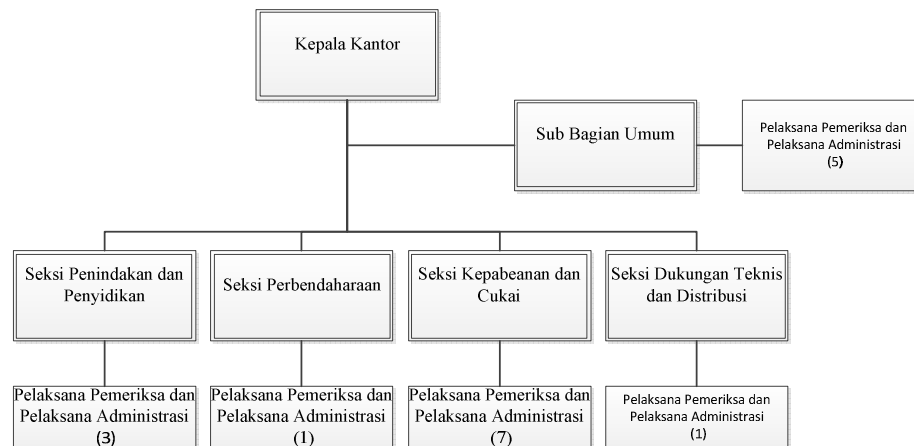 Kepala Kantor
Sub Bagian Umum
Pelaksana Pemeriksa dan
Pelaksana Administrasi
(5)
Seksi Penindakan dan
Penyidikan
Seksi Perbendaharaan
Seksi Kepabeanan dan
Cukai
Seksi Dukungan Teknis
dan Distribusi
Pelaksana Pemeriksa dan
Pelaksana Administrasi
(3)
Pelaksana Pemeriksa dan
Pelaksana Administrasi
(1)
Pelaksana Pemeriksa dan
Pelaksana Administrasi
(7)
Pelaksana Pemeriksa dan
Pelaksana Administrasi
(1)